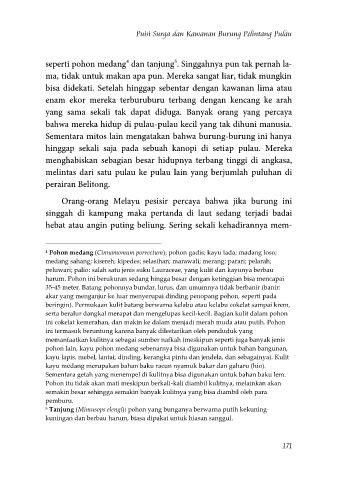 Puisi Surga dan Kawanan Burung Pelintang Pulau
seperti pohon medang⁴ dan tanjung⁵. Singgahnya pun tak pernah la-
ma, tidak untuk makan apa pun. Mereka sangat liar, tidak mungkin
bisa didekati. Setelah hinggap sebentar dengan kawanan lima atau
enam ekor mereka terburuburu terbang dengan kencang ke arah
yang sama sekali tak dapat diduga. Banyak orang yang percaya
bahwa mereka hidup di pulau-pulau kecil yang tak dihuni manusia.
Sementara mitos lain mengatakan bahwa burung-burung ini hanya
hinggap sekali saja pada sebuah kanopi di setiap pulau. Mereka
menghabiskan sebagian besar hidupnya terbang tinggi di angkasa,
melintas dari satu pulau ke pulau lain yang berjumlah puluhan di
perairan Belitong.
Orang-orang Melayu pesisir percaya bahwa jika burung ini
singgah di kampung maka pertanda di laut sedang terjadi badai
hebat atau angin puting beliung. Sering sekali kehadirannya mem-
⁴ Pohon medang (Cimnamomum porrectum); pohon gadis; kayu lada; madang loso;
medang sahang; kisereh; kipedes; selasihan; marawali; merang; parari; pelarah;
peluwari; palio: salah satu jenis suku Lauraceae, yang kulit dan kayunya berbau
harum. Pohon ini berukuran sedang hingga besar dengan ketinggian bisa mencapai
35-45 meter. Batang pohonnya bundar, lurus, dan umumnya tidak berbanir (banir:
akar yang menganjur ke luar menyerupai dinding penopang pohon, seperti pada
beringin). Permukaan kulit batang berwarna kelabu atau kelabu cokelat sampai krem,
serta beralur dangkal merapat dan mengelupas kecil-kecil. Bagian kulit dalam pohon
ini cokelat kemerahan, dan makin ke dalam menjadi merah muda atau putih. Pohon
ini termasuk beruntung karena banyak dilestarikan oleh penduduk yang
memanfaatkan kulitnya sebagai sumber nafkah (meskipun seperti juga banyak jenis
pohon lain, kayu pohon medang sebenarnya bisa digunakan untuk bahan bangunan,
kayu lapis, mebel, lantai, dinding, kerangka pintu dan jendela, dan sebagainya). Kulit
kayu medang merupakan bahan baku racun nyamuk bakar dan gaharu (hio).
Sementara getah yang menempel di kulitnya bisa digunakan untuk bahan baku lem.
Pohon itu tidak akan mati meskipun berkali-kali diambil kulitnya, melainkan akan
semakin besar sehingga semakin banyak kulitnya yang bisa diambil oleh para
pemburu.
⁵ Tanjung (Mimusops elengi): pohon yang bunganya berwarna putih kekuning-
kuningan dan berbau harum, biasa dipakai untuk hiasan sanggul.
171